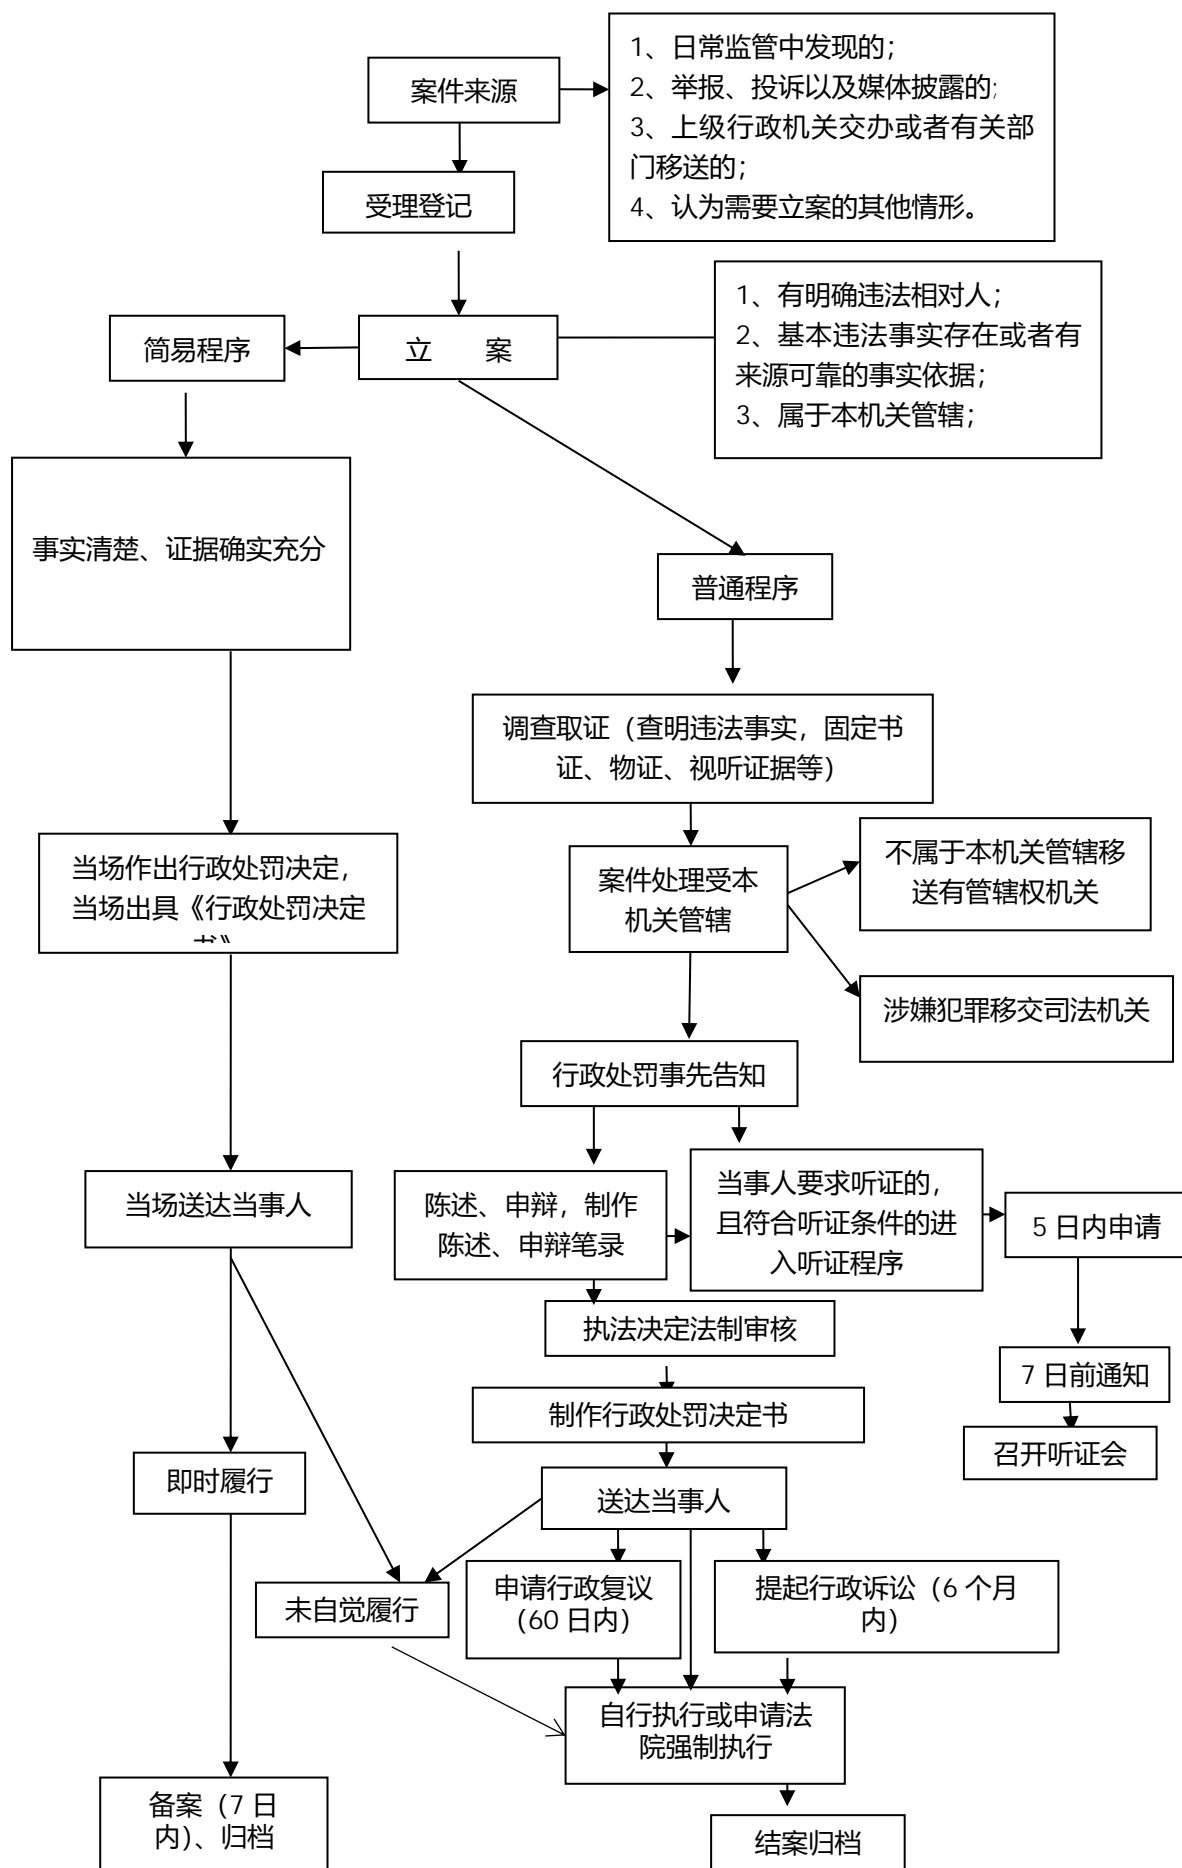 案件来源
1、日常监管中发现的；
2、举报、投诉以及媒体披露的;
3、上级行政机关交办或者有关部
门移送的；
4、认为需要立案的其他情形。
受理登记
1、有明确违法相对人；
2、基本违法事实存在或者有
来源可靠的事实依据；
3、属于本机关管辖；
简易程序
立 案
事实清楚、证据确实充分
普通程序
调查取证（查明违法事实，固定书
证、物证、视听证据等）
当场作出行政处罚决定，
当场出具《行政处罚决定
书》
案件处理受本
机关管辖
不属于本机关管辖移
送有管辖权机关
涉嫌犯罪移交司法机关
行政处罚事先告知
当场送达当事人
陈述、申辩，制作
陈述、申辩笔录
当事人要求听证的，
且符合听证条件的进
入听证程序
5 日内申请
执法决定法制审核
7 日前通知
制作行政处罚决定书
召开听证会
即时履行
送达当事人
未自觉履行
申请行政复议
（60 日内）
提起行政诉讼（6 个月
内）
自行执行或申请法
院强制执行
备案（7 日
内）、归档
结案归档